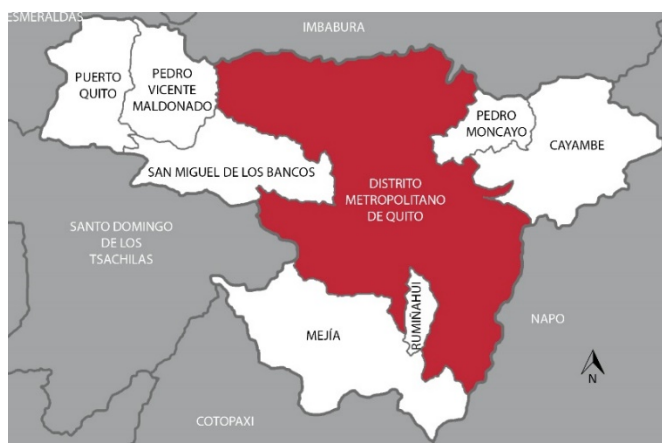 ESMERALDAS
IMBABURA
PUERTO
QUITO
PEDRO
VICENTE
MALDONADO
PEDRO
MONCAYO
CAYAMBE
SAN MIGUEL DE LOS BANCOS
DISTRITO
METROPOLITANO
DE QUITO
SANTO DOMINGO
DE LOS
TSACHILAS
RUMIÑAHUI
NAPO
MEJÍA
N
COTOPAXI